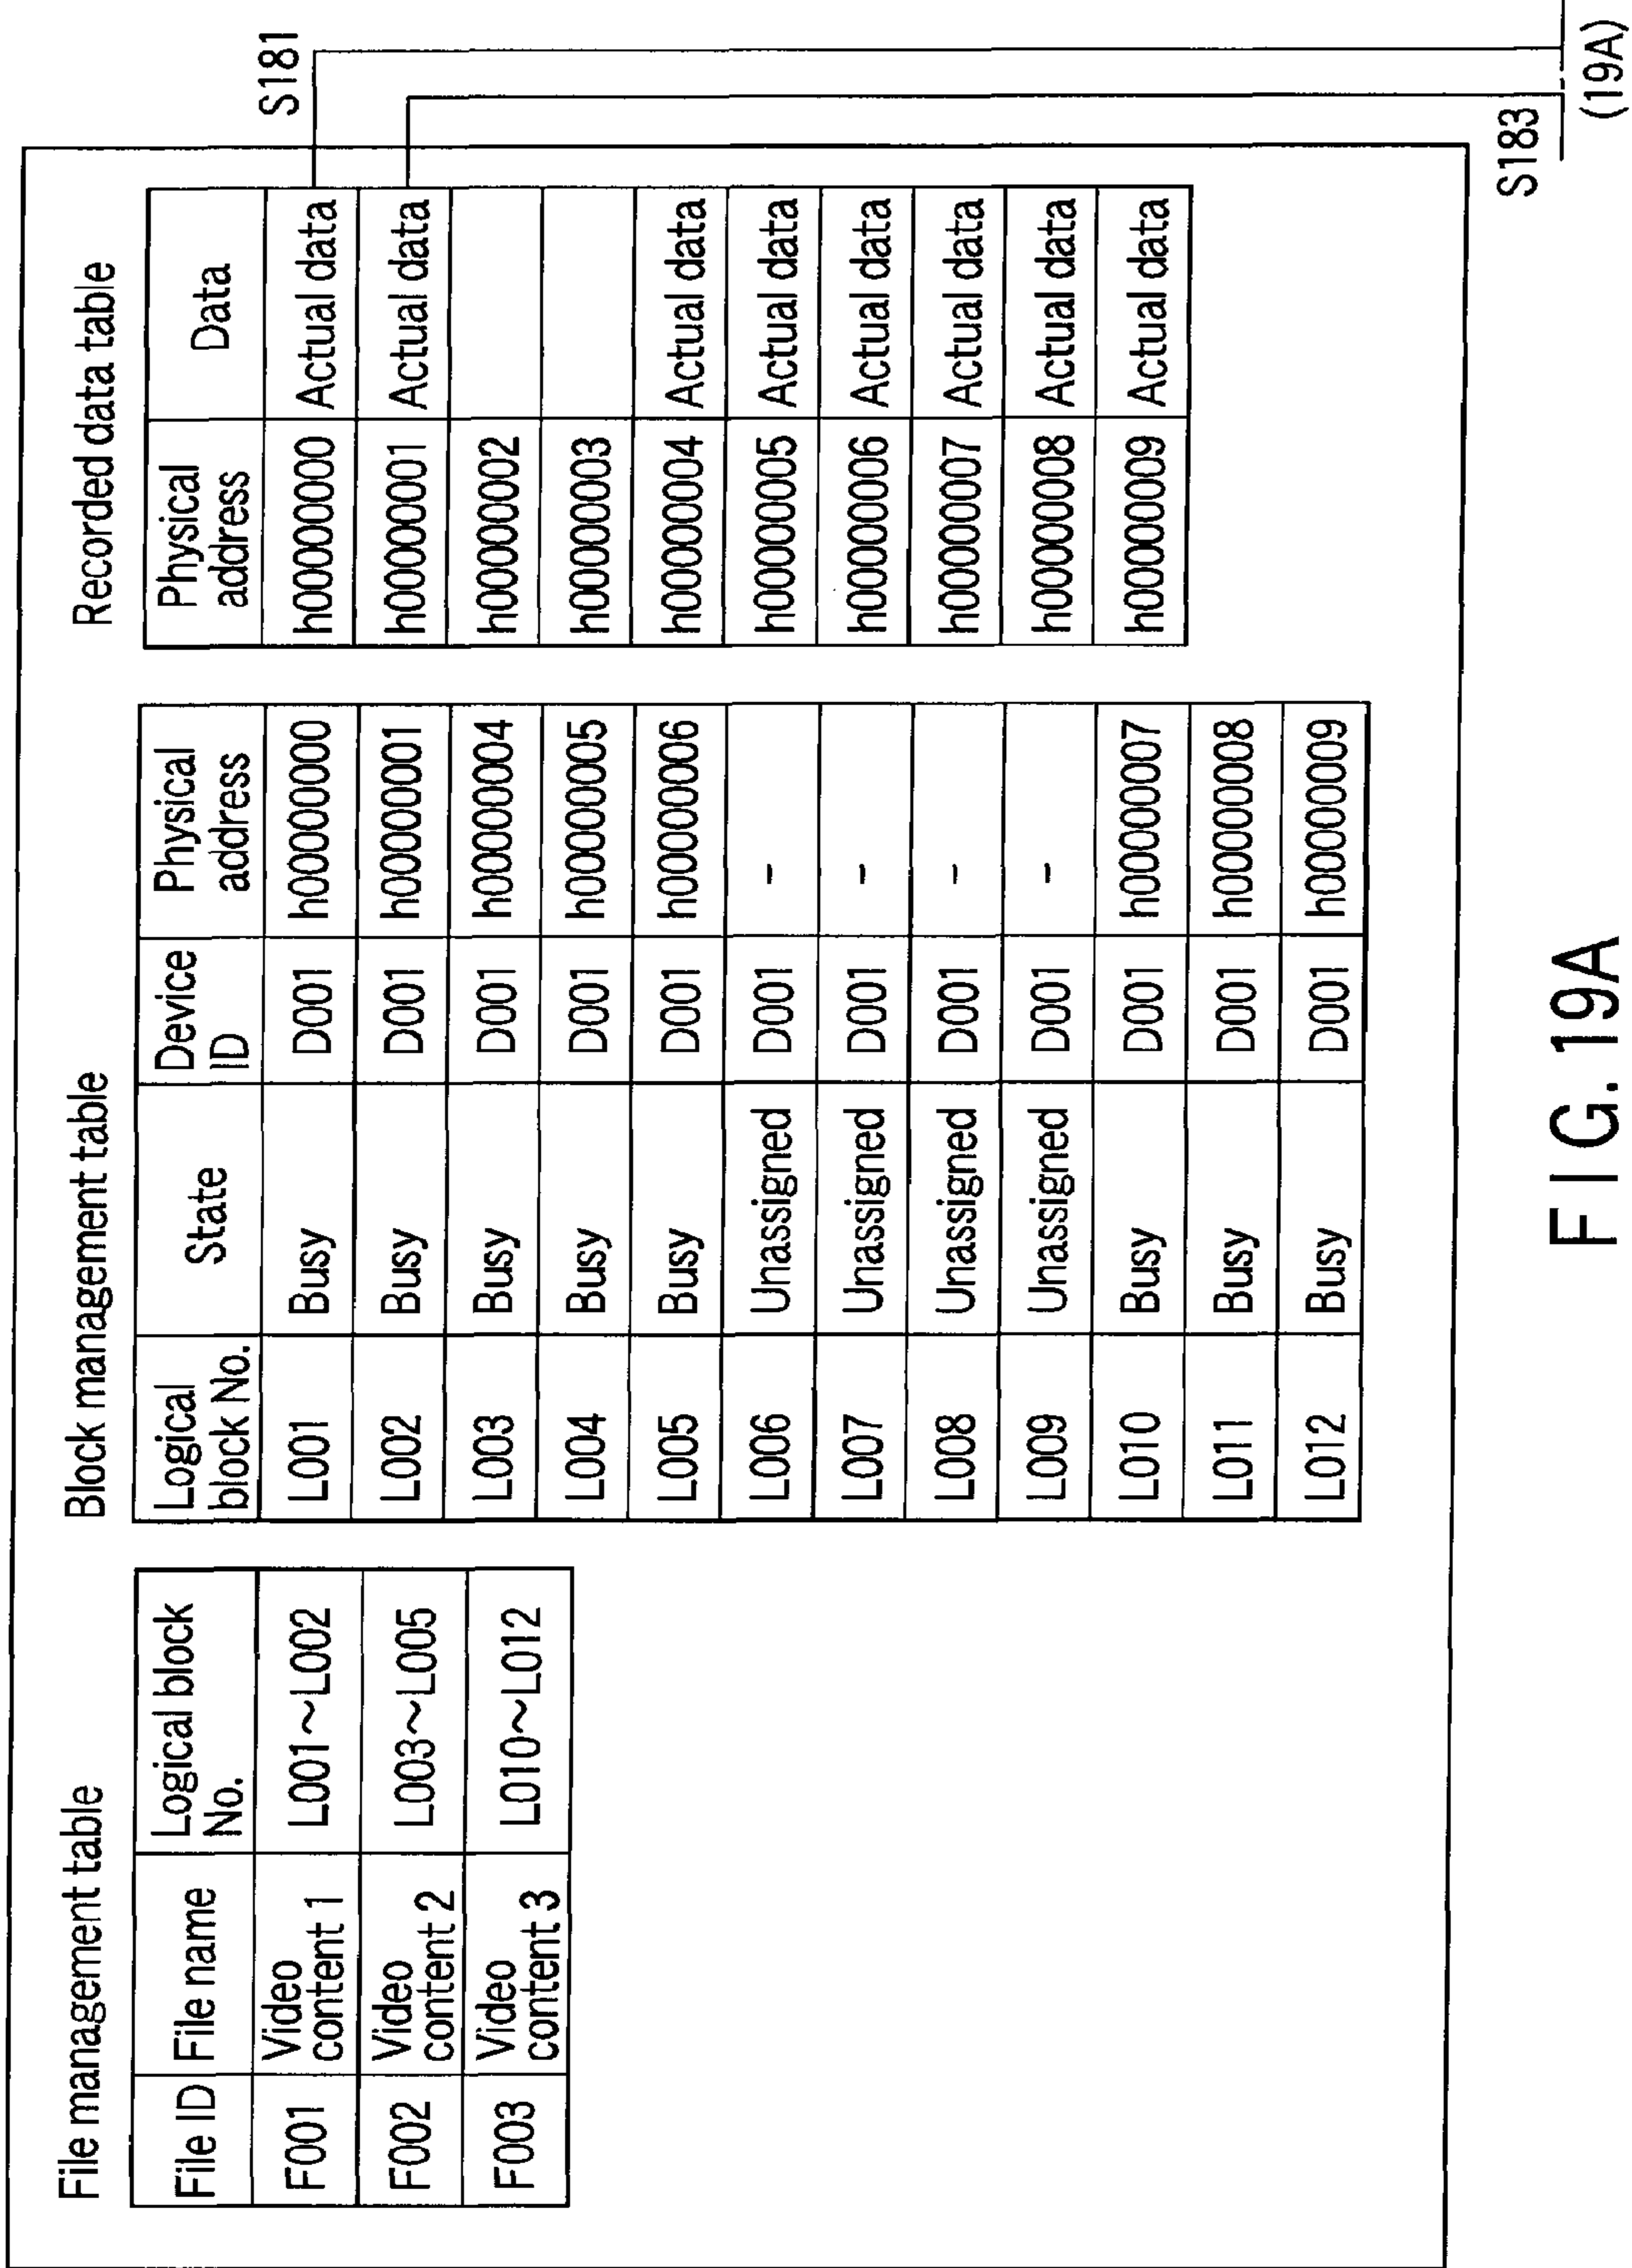 File management table
File ID File name Logical block No.
F001 Video content 1 L001~L002
F002 Video content 2 L003~L005
F003 Video content 3 L010~L012
Block management table
Logical block No. State Device ID Physical address
L001 Busy D001 h00000000
L002 Busy D001 h00000001
L003 Busy D001 h00000004
L004 Busy D001 h00000005
L005 Busy D001 h00000006
L006 Unassigned D001 -
L007 Unassigned D001 -
L008 Unassigned D001 -
L009 Unassigned D001 -
L010 Busy D001 h00000007
L011 Busy D001 h00000008
L012 Busy D001 h00000009
Recorded data table
Physical address Data
h00000000 Actual data
h00000001 Actual data
h00000002
h00000003
h00000004 Actual data
h00000005 Actual data
h00000006 Actual data
h00000007 Actual data
h00000008 Actual data
h00000009 Actual data
S181
S183
(19A)
FIG. 19A